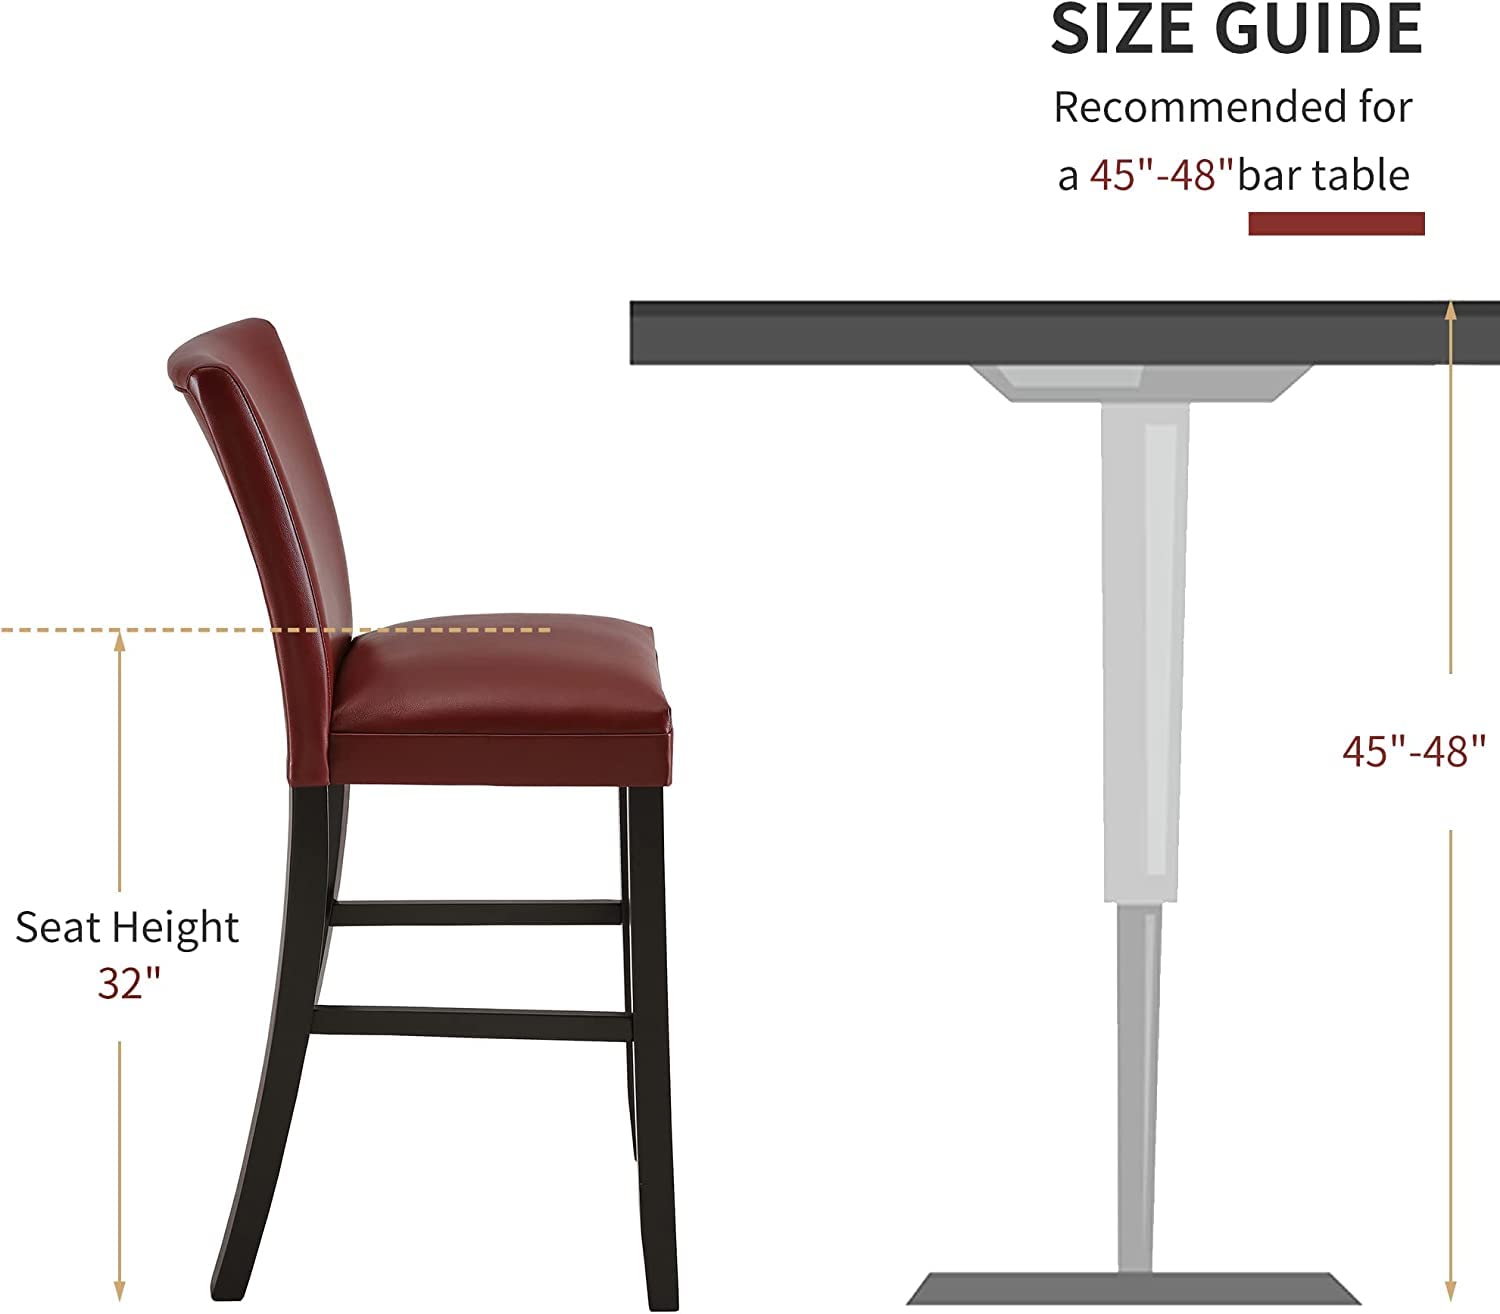 SIZE GUIDE
Recommended for
a 45"-48"bar table
45"-48"
Seat Height
32"